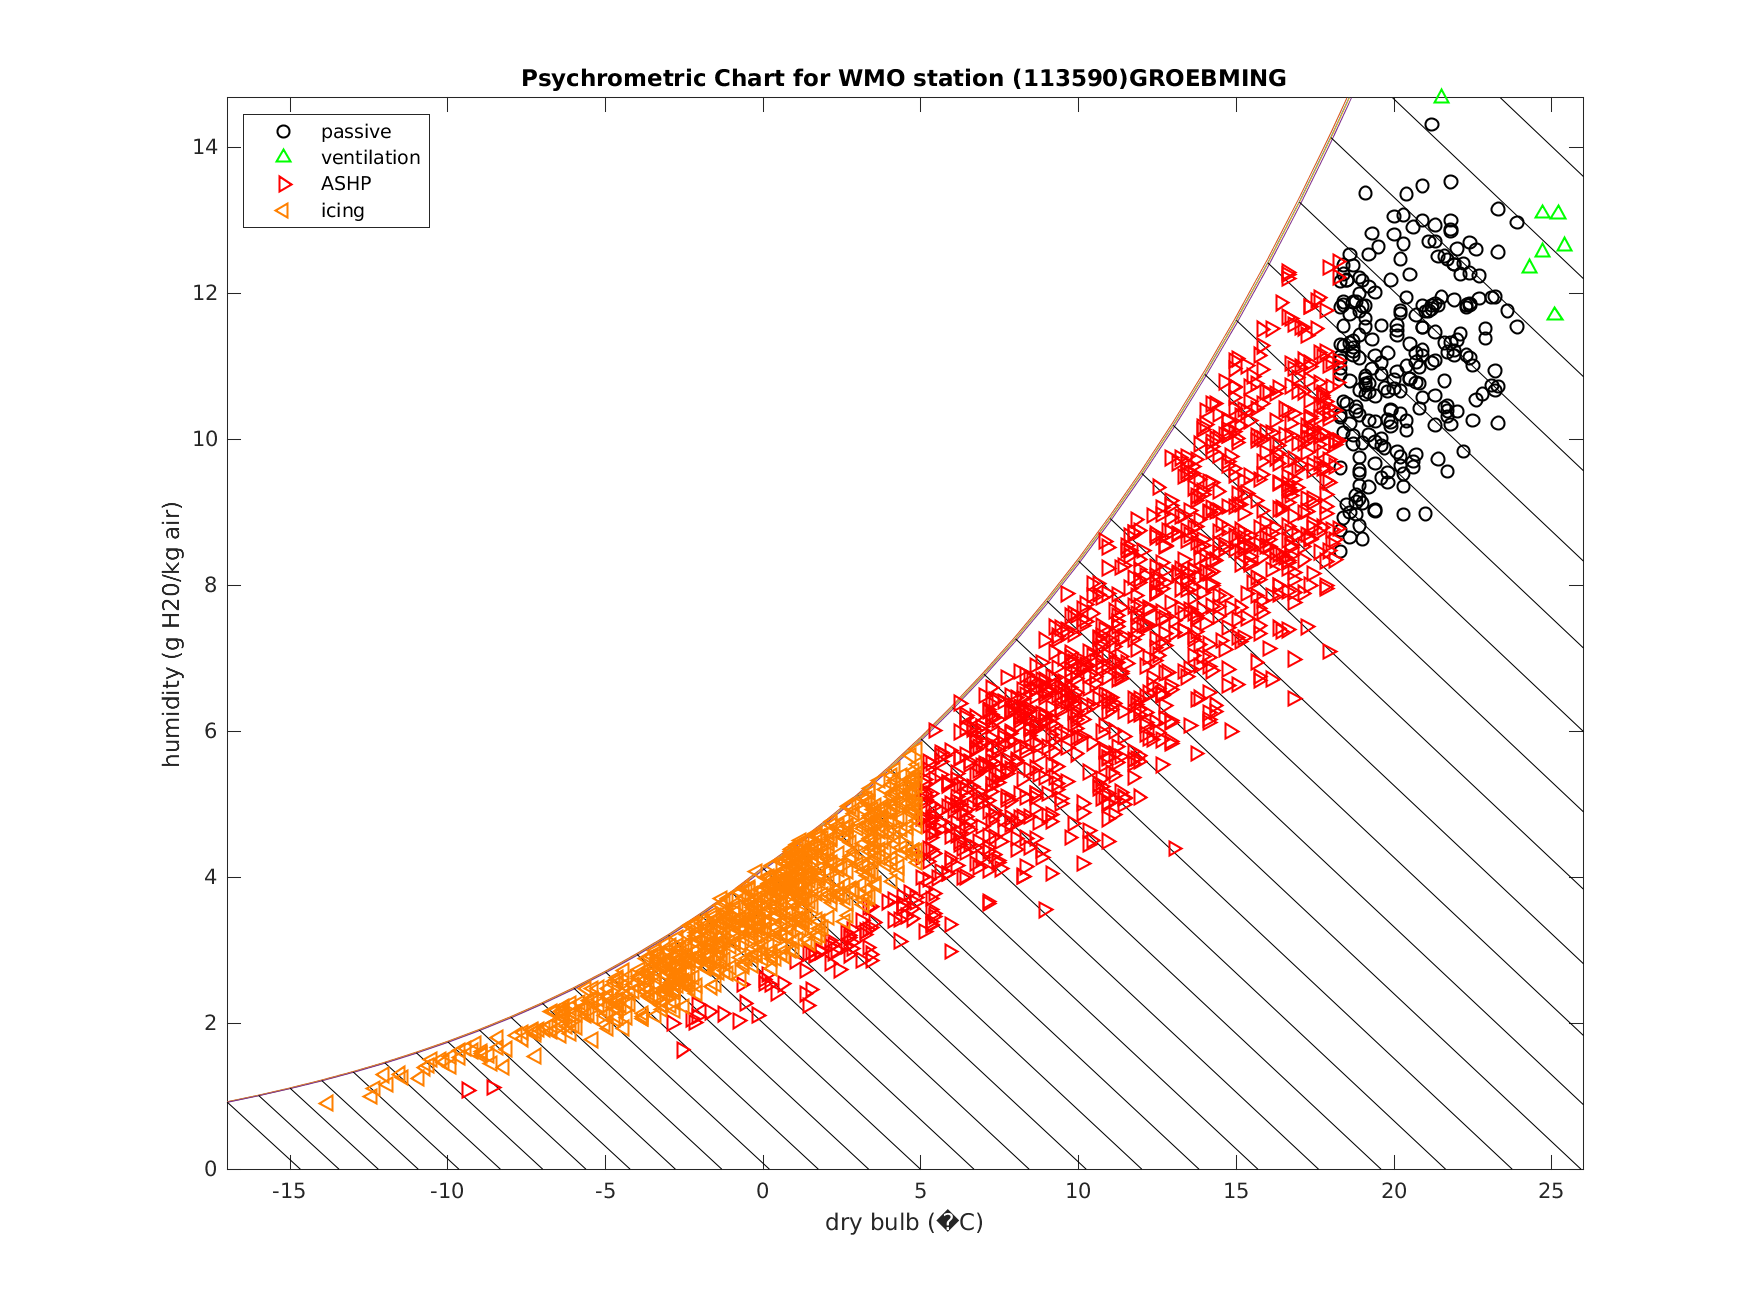 Psychrometric Chart for WMO station (113590)GROEBMING
passive
ventilation
ASHP
icing
humidity (g H20/kg air)
14
12
10
8
6
4
2
0
-15 -10 -5 0 5 10 15 20 25
dry bulb (�C)